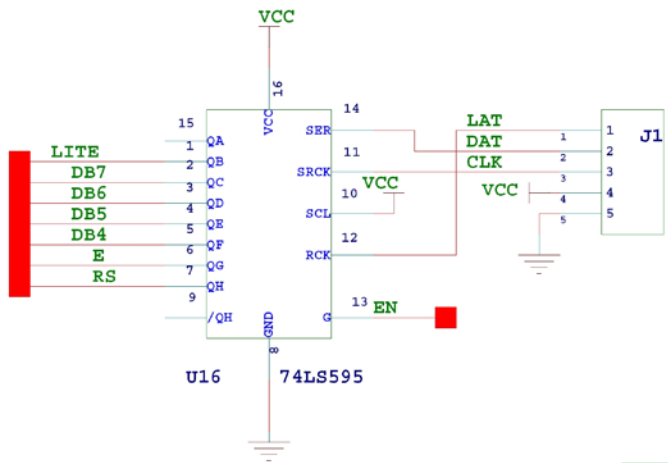 VCC
16
VCC
15
QA
1
LITE
QB
2
DB7
QC
3
DB6
QD
4
DB5
QE
5
DB4
QF
6
E
QG
7
RS
QH
9
/QH
14
SER
11
SRCK
10
VCC
SCL
12
RCK
13
EN
G
GND
8
U16 74LS595
LAT
DAT
CLK
VCC
1
2
3
4
5
1
2
3
4
5
J1